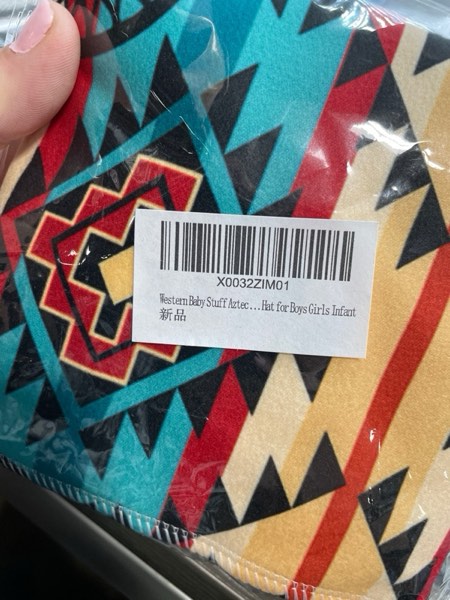 X0032ZIM01
Western Baby Stuff Aztec...Hat for Boys Girls Infant
新品